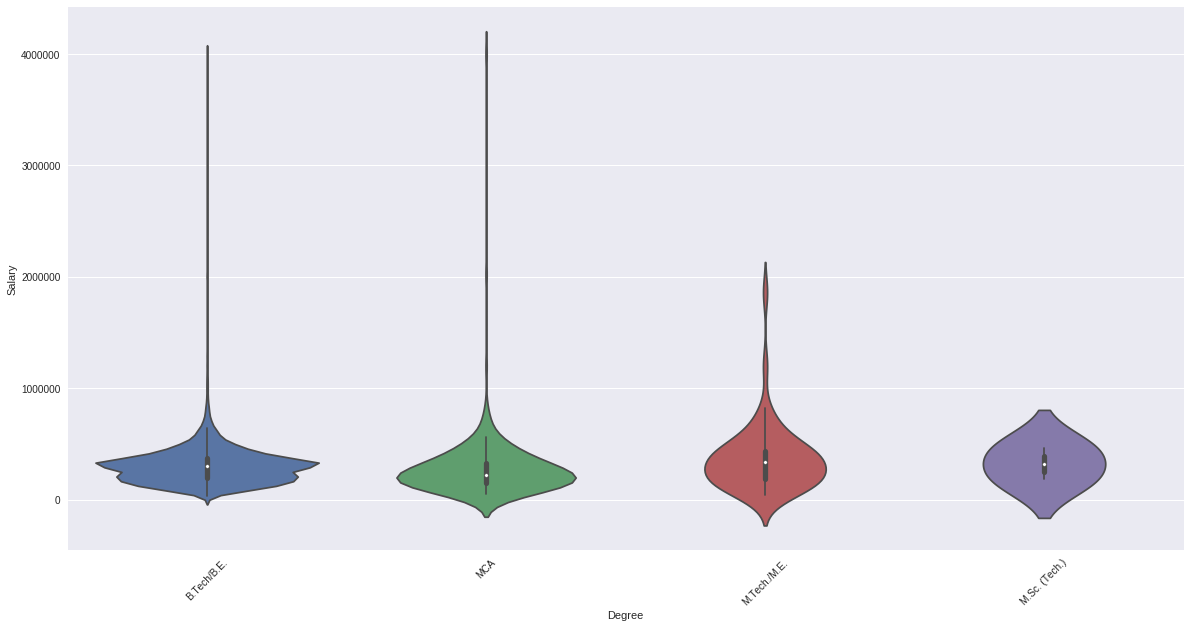 4000000
3000000
2000000
1000000
0
Salary
B.Tech/B.E.
MCA
M.Tech./M.E.
M.Sc. (Tech.)
Degree